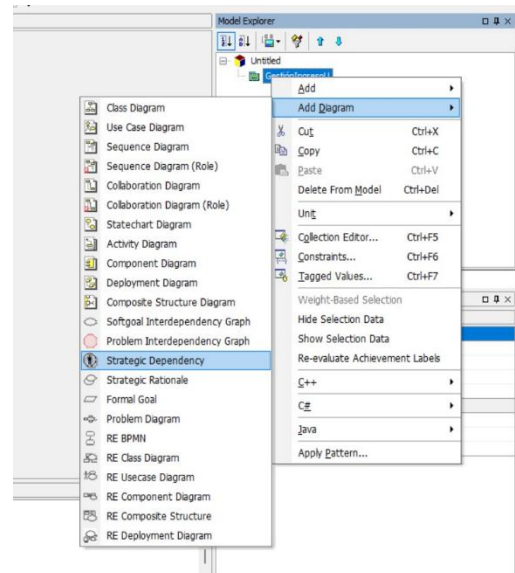 Model Explorer
Untitled
GestiónIngresoU
Add
Add Diagram
Cut Ctrl+X
Copy Ctrl+C
Paste Ctrl+V
Delete From Model Ctrl+Del
Unit
Collection Editor... Ctrl+F5
Constraints... Ctrl+F6
Tagged Values... Ctrl+F7
Weight-Based Selection
Hide Selection Data
Show Selection Data
Re-evaluate Achievement Labels
C++
C#
Java
Apply Pattern...
Class Diagram
Use Case Diagram
Sequence Diagram
Sequence Diagram (Role)
Collaboration Diagram
Collaboration Diagram (Role)
Statechart Diagram
Activity Diagram
Component Diagram
Deployment Diagram
Composite Structure Diagram
Softgoal Interdependency Graph
Problem Interdependency Graph
Strategic Dependency
Strategic Rationale
Formal Goal
Problem Diagram
RE BPMN
RE Class Diagram
RE Usecase Diagram
RE Component Diagram
RE Composite Structure
RE Deployment Diagram